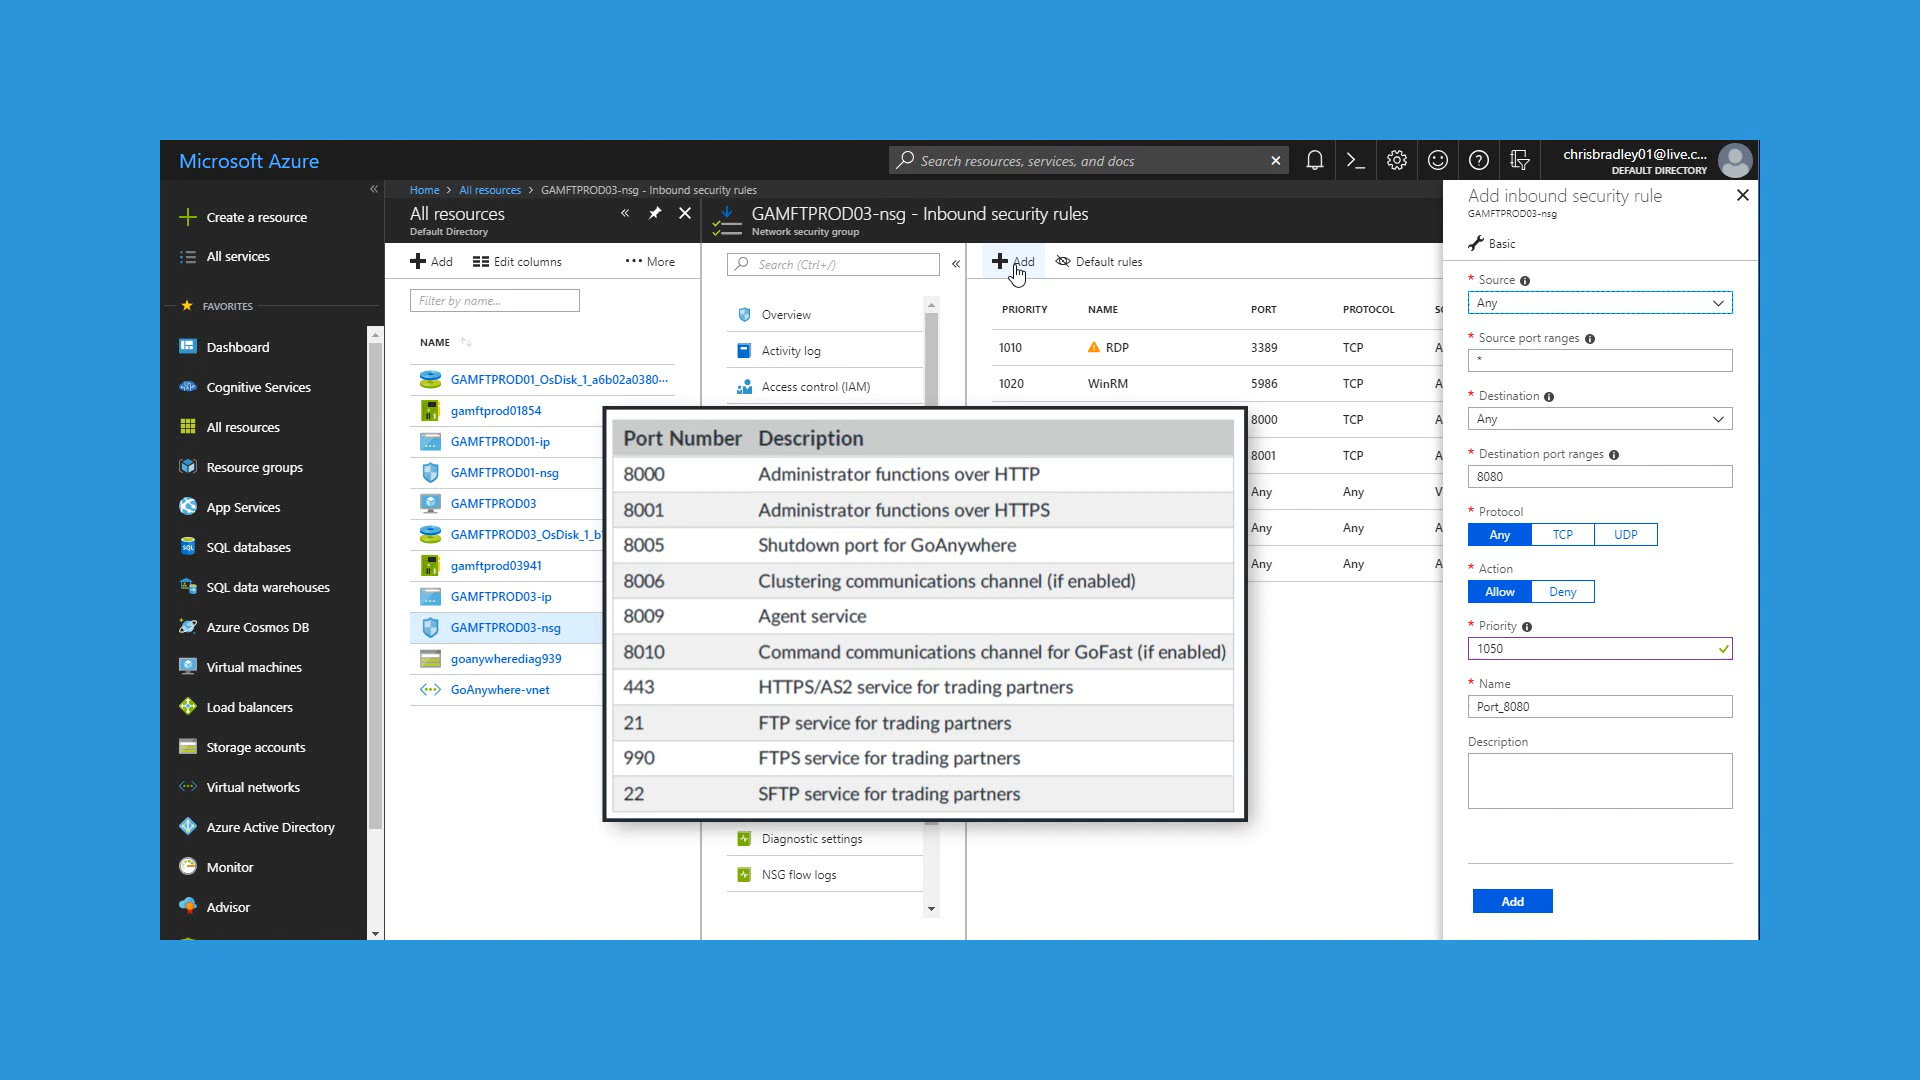 Microsoft Azure
Search resources, services, and docs
chrisbradley01@live.c...
DEFAULT DIRECTORY
Home > All resources > GAMFTPROD03-nsg - Inbound security rules
Create a resource
All services
FAVORITES
Dashboard
Cognitive Services
All resources
Resource groups
App Services
SQL databases
SQL data warehouses
Azure Cosmos DB
Virtual machines
Load balancers
Storage accounts
Virtual networks
Azure Active Directory
Monitor
Advisor
All resources
Default Directory
Add Edit columns ••• More
Filter by name...
NAME
GAMFTPROD01_OsDisk_1_a6b02a0380...
gamftprod01854
GAMFTPROD01-ip
GAMFTPROD01-nsg
GAMFTPROD03
GAMFTPROD03_OsDisk_1_b
gamftprod03941
GAMFTPROD03-ip
GAMFTPROD03-nsg
goanywherediag939
GoAnywhere-vnet
GAMFTPROD03-nsg - Inbound security rules
Network security group
Search (Ctrl+/)
Overview
Activity log
Access control (IAM)
Diagnostic settings
NSG flow logs
Add Default rules
PRIORITY NAME PORT PROTOCOL
1010 RDP 3389 TCP A
1020 WinRM 5986 TCP A
8000 TCP A
8001 TCP A
Any Any V
Any Any A
Any Any A
Port Number Description
8000 Administrator functions over HTTP
8001 Administrator functions over HTTPS
8005 Shutdown port for GoAnywhere
8006 Clustering communications channel (if enabled)
8009 Agent service
8010 Command communications channel for GoFast (if enabled)
443 HTTPS/AS2 service for trading partners
21 FTP service for trading partners
990 FTPS service for trading partners
22 SFTP service for trading partners
Add inbound security rule
GAMFTPROD03-nsg
Basic
* Source
Any
* Source port ranges
*
* Destination
Any
* Destination port ranges
8080
* Protocol
Any TCP UDP
* Action
Allow Deny
* Priority
1050
* Name
Port_8080
Description
Add